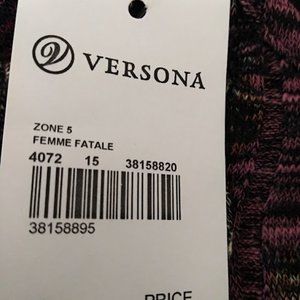 VERSONA
ZONE 5
FEMME FATALE
4072 15 38158820
38158895
PRICE